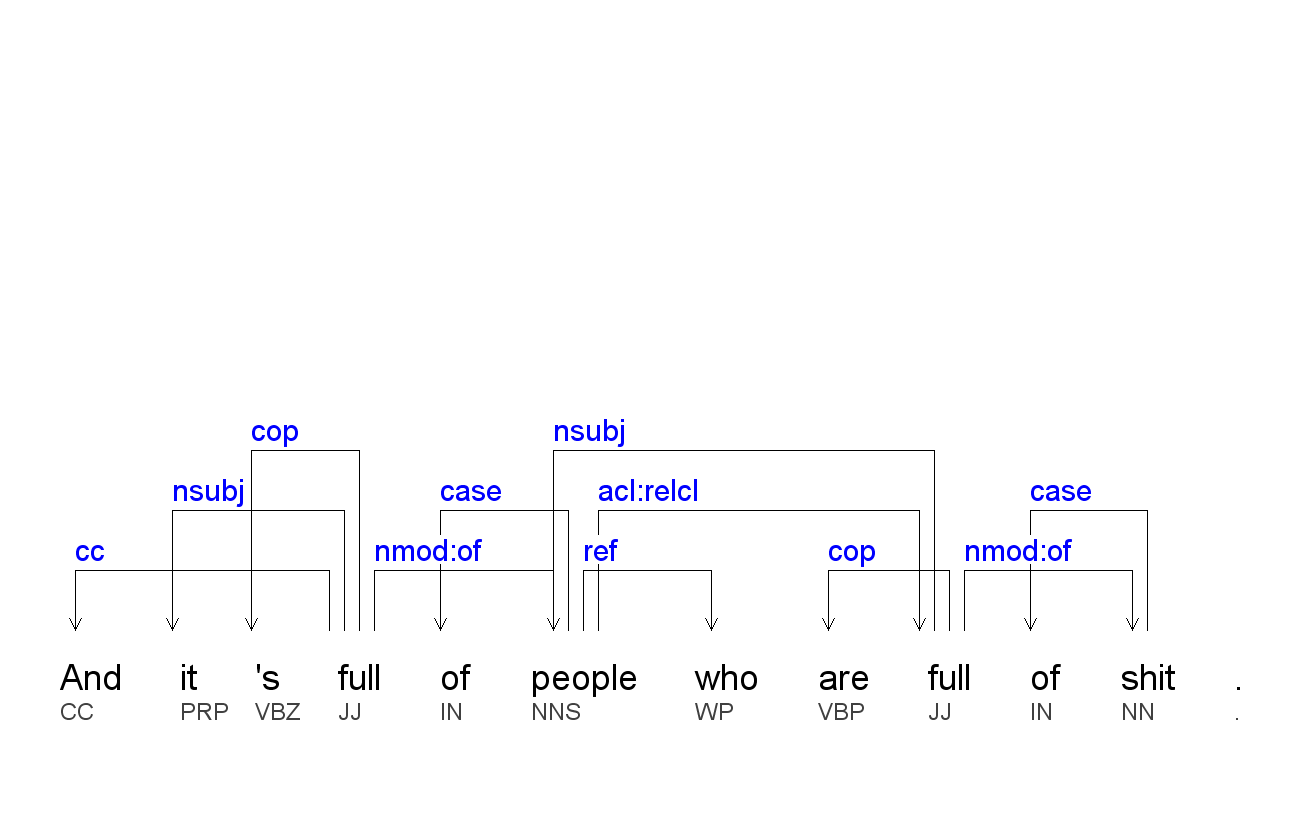 cop nsubj
nsubj case acl:relcl case
cc nmod:of ref cop nmod:of
And it 's full of people who are full of shit .
CC PRP VBZ JJ IN NNS WP VBP JJ IN NN .